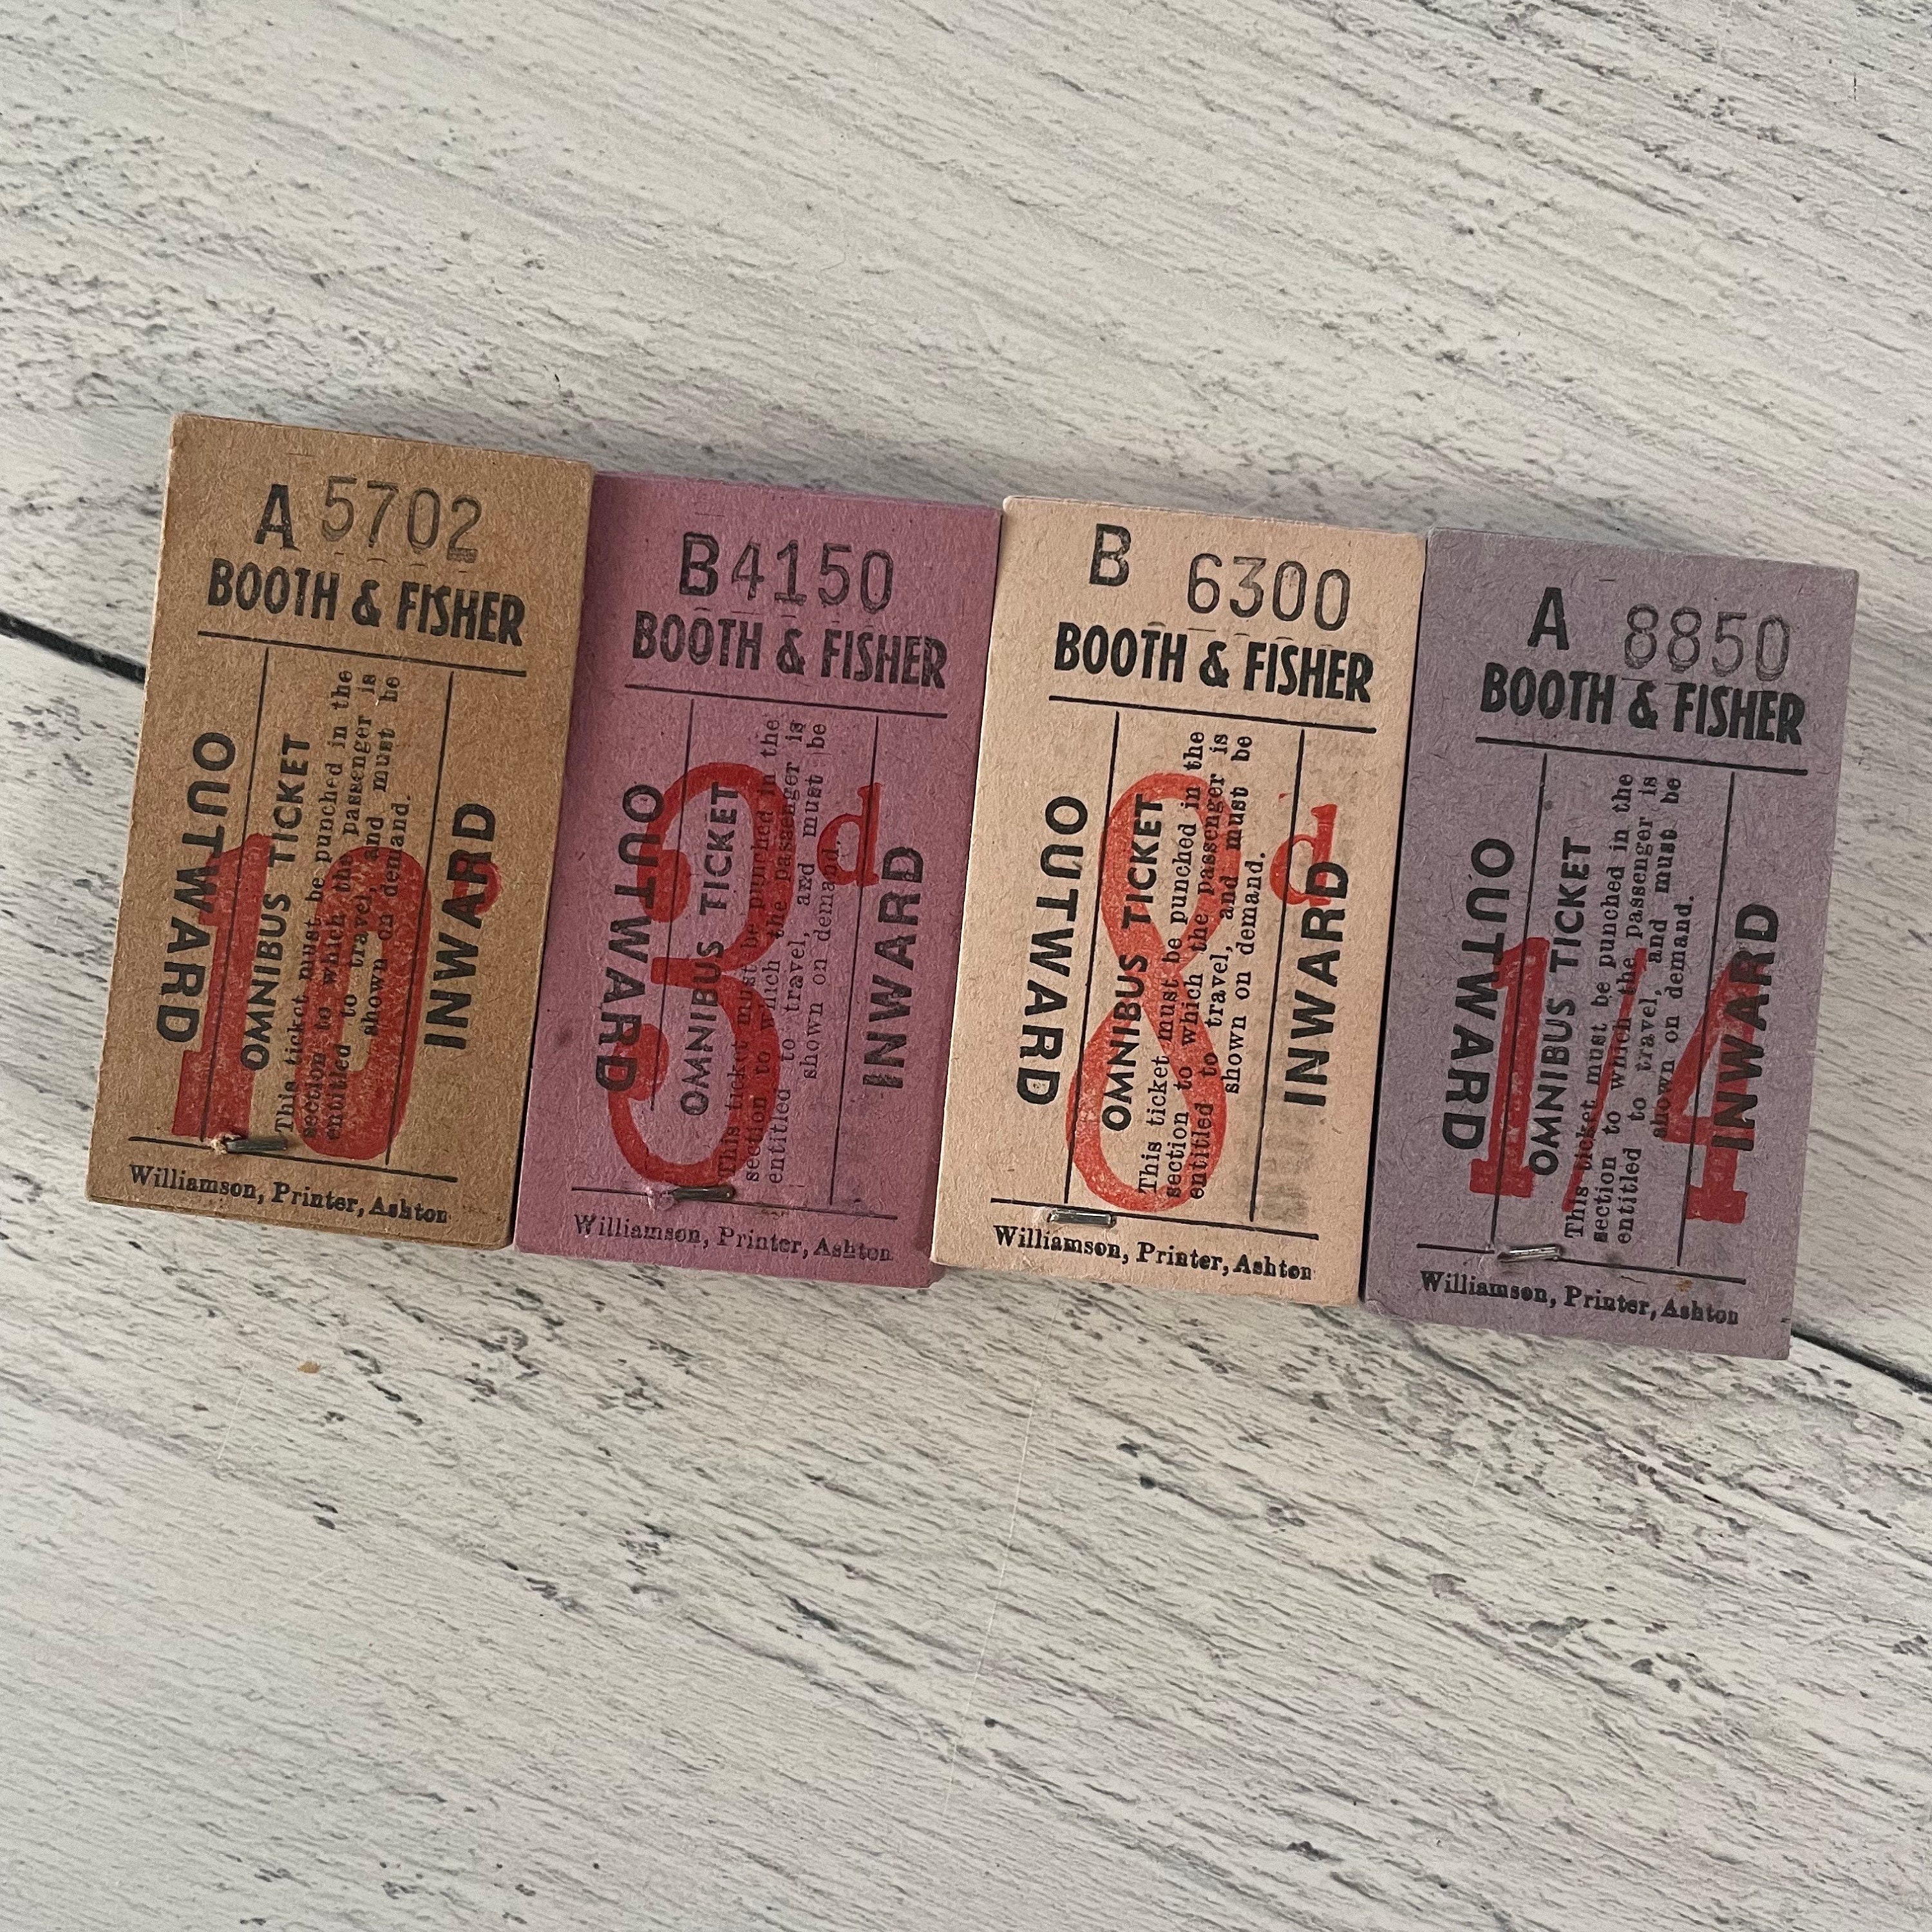 A 5702
BOOTH & FISHER
OUTWARD
OMNIBUS TICKET
This ticket must be punched in the
section to which the passenger is
entitled to travel, and must be
shown on demand.
INWARD
10
Williamson, Printer, Ashton
B 4150
BOOTH & FISHER
OUTWARD
OMNIBUS TICKET
This ticket must be punched in the
section to which the passenger is
entitled to travel, and must be
shown on demand.
INWARD
3d
Williamson, Printer, Ashton
B 6300
BOOTH & FISHER
OUTWARD
OMNIBUS TICKET
This ticket must be punched in the
section to which the passenger is
entitled to travel, and must be
shown on demand.
INWARD
8d
Williamson, Printer, Ashton
A 8850
BOOTH & FISHER
OUTWARD
OMNIBUS TICKET
This ticket must be punched in the
section to which the passenger is
entitled to travel, and must be
shown on demand.
INWARD
1/4
Williamson, Printer, Ashton